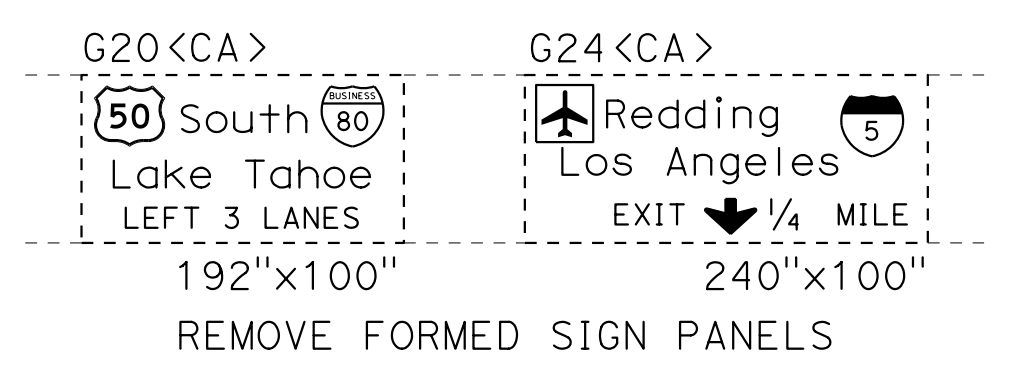 G20<CA>
50 South BUSINESS 80
Lake Tahoe
LEFT 3 LANES
192"x100"
G24<CA>
Redding 5
Los Angeles
EXIT 1/4 MILE
240"x100"
REMOVE FORMED SIGN PANELS